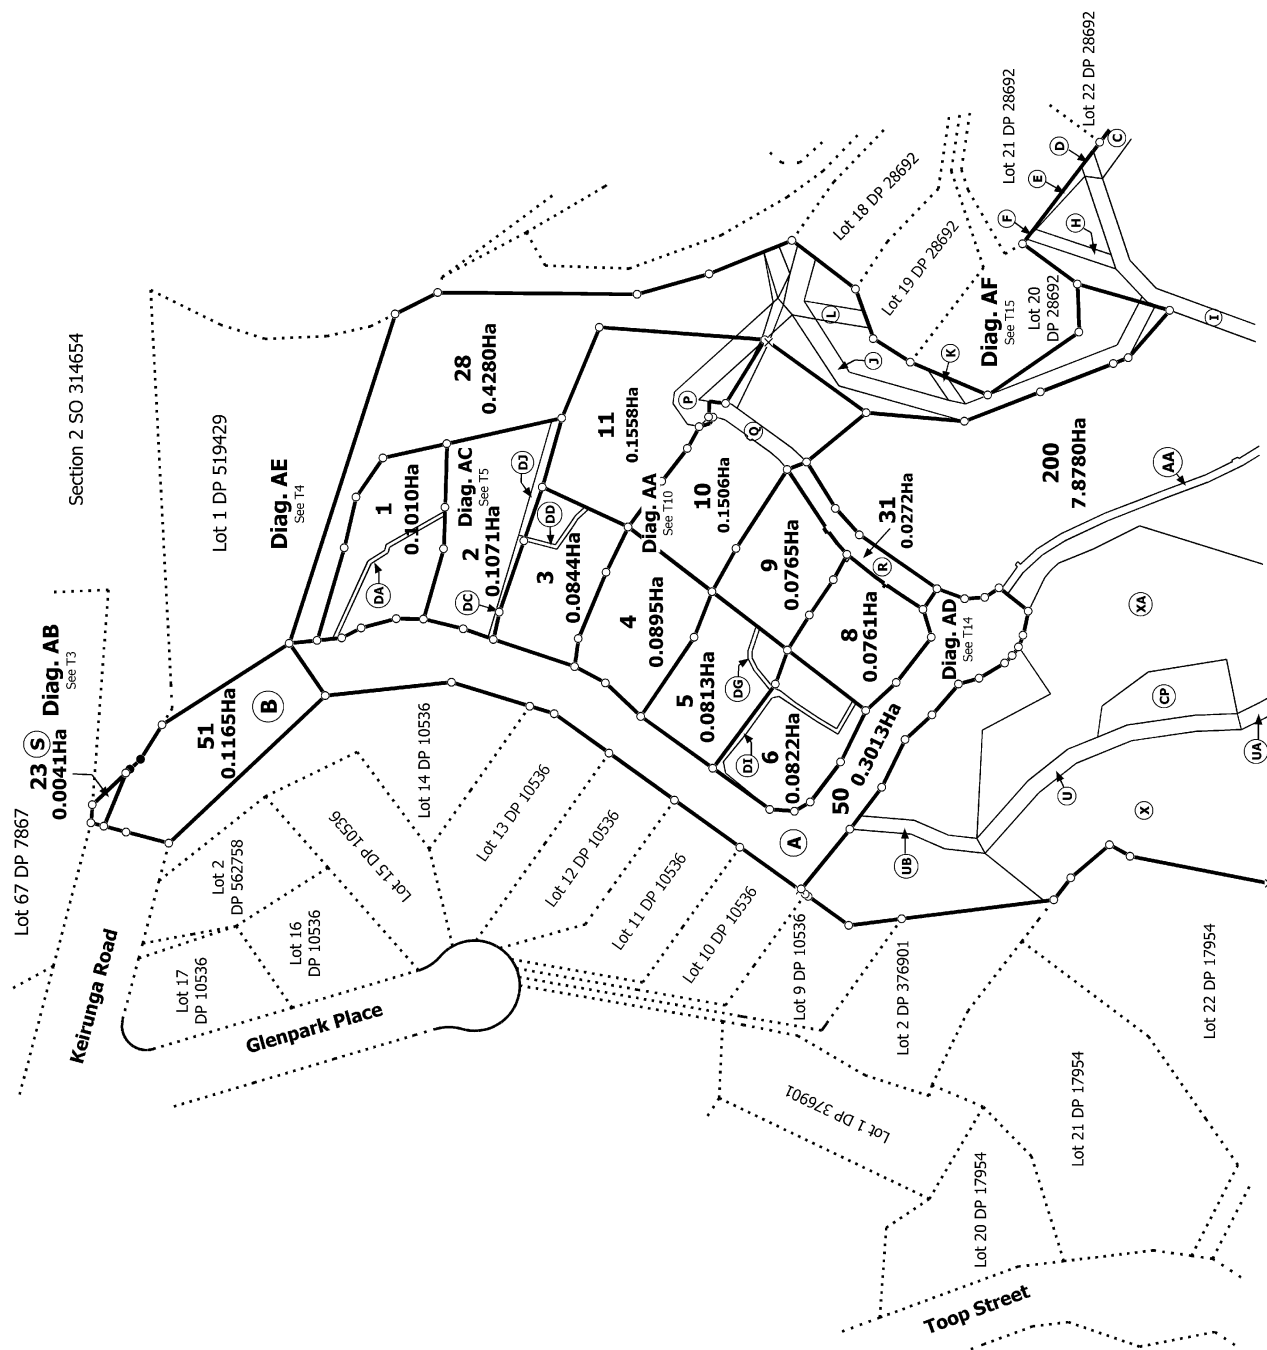 Lot 67 DP 7867
23 S
0.0041Ha
Diag. AB
See T3
Section 2 SO 314654
Lot 1 DP 519429
Diag. AE
See T4
51
0.1165Ha
B
Keirunga Road
Lot 17
DP 10536
Lot 2
DP 562758
Lot 16
DP 10536
Lot 15 DP 10536
Glenpark Place
Lot 14 DP 10536
Lot 13 DP 10536
Lot 12 DP 10536
Lot 11 DP 10536
Lot 10 DP 10536
Lot 9 DP 10536
Lot 2 DP 376901
Lot 1 DP 376901
Lot 20 DP 17954
Lot 21 DP 17954
Lot 22 DP 17954
Toop Street
1
0.1010Ha
DA
Diag. AC
See T5
2
0.1071Ha
DC
DJ
28
0.4280Ha
11
0.1558Ha
3
0.0844Ha
DD
Diag. AA
See T10
4
0.0895Ha
10
0.1506Ha
P
Q
5
0.0813Ha
DG
9
0.0765Ha
6
0.0822Ha
DI
8
0.0761Ha
R
31
0.0272Ha
50
0.3013Ha
A
Diag. AD
See T14
200
7.8780Ha
AA
XA
CP
UA
U
X
UB
L
J
K
Lot 18 DP 28692
Lot 19 DP 28692
Diag. AF
See T15
Lot 20
DP 28692
Lot 21 DP 28692
Lot 22 DP 28692
F
E
D
C
H
I